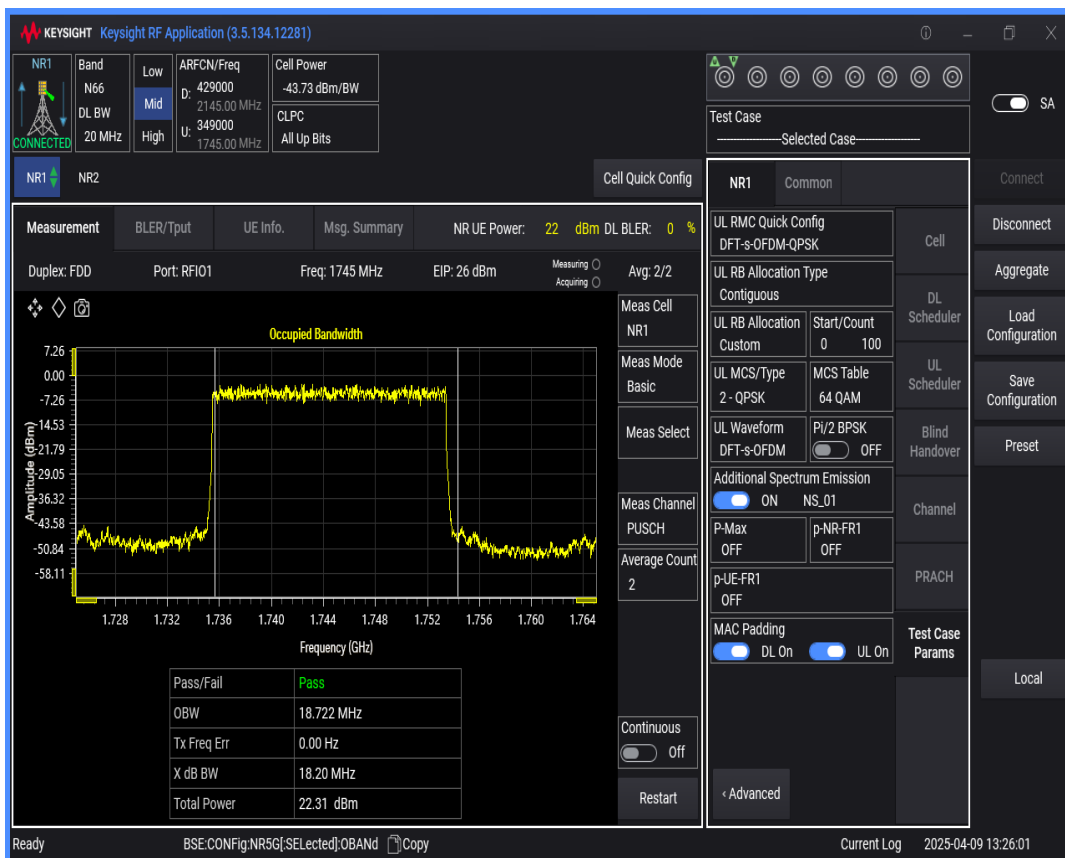 KEYSIGHT Keysight RF Application (3.5.134.12281)
NR1
CONNECTED
Band
N66
DL BW
20 MHz
Low
Mid
High
ARFCN/Freq
D: 429000
2145.00 MHz
U: 349000
1745.00 MHz
Cell Power
-43.73 dBm/BW
CLPC
All Up Bits
Test Case
Selected Case
SA
NR1 NR2
Cell Quick Config
Measurement BLER/Tput UE Info. Msg. Summary NR UE Power: 22 dBm DL BLER: 0 %
Duplex: FDD Port: RFIO1 Freq: 1745 MHz EIP: 26 dBm Measuring Avg: 2/2
Acquiring
Occupied Bandwidth
Amplitude (dBm)
7.26
0.00
-7.26
-14.53
-21.79
-29.05
-36.32
-43.58
-50.84
-58.11
1.728 1.732 1.736 1.740 1.744 1.748 1.752 1.756 1.760 1.764
Frequency (GHz)
Pass/Fail Pass
OBW 18.722 MHz
Tx Freq Err 0.00 Hz
X dB BW 18.20 MHz
Total Power 22.31 dBm
Meas Cell
NR1
Meas Mode
Basic
Meas Select
Meas Channel
PUSCH
Average Count
2
Continuous
Off
Restart
NR1 Common
UL RMC Quick Config
DFT-s-OFDM-QPSK
UL RB Allocation Type
Contiguous
UL RB Allocation
Custom
Start/Count
0 100
UL MCS/Type
2 - QPSK
MCS Table
64 QAM
UL Waveform
DFT-s-OFDM
Pi/2 BPSK
OFF
Additional Spectrum Emission
ON NS_01
P-Max
OFF
p-NR-FR1
OFF
p-UE-FR1
OFF
MAC Padding
DL On UL On
‹ Advanced
Cell
DL
Scheduler
UL
Scheduler
Blind
Handover
Channel
PRACH
Test Case
Params
Connect
Disconnect
Aggregate
Load
Configuration
Save
Configuration
Preset
Local
Ready BSE:CONFig:NR5G[:SELected]:OBANd Copy Current Log 2025-04-09 13:26:01